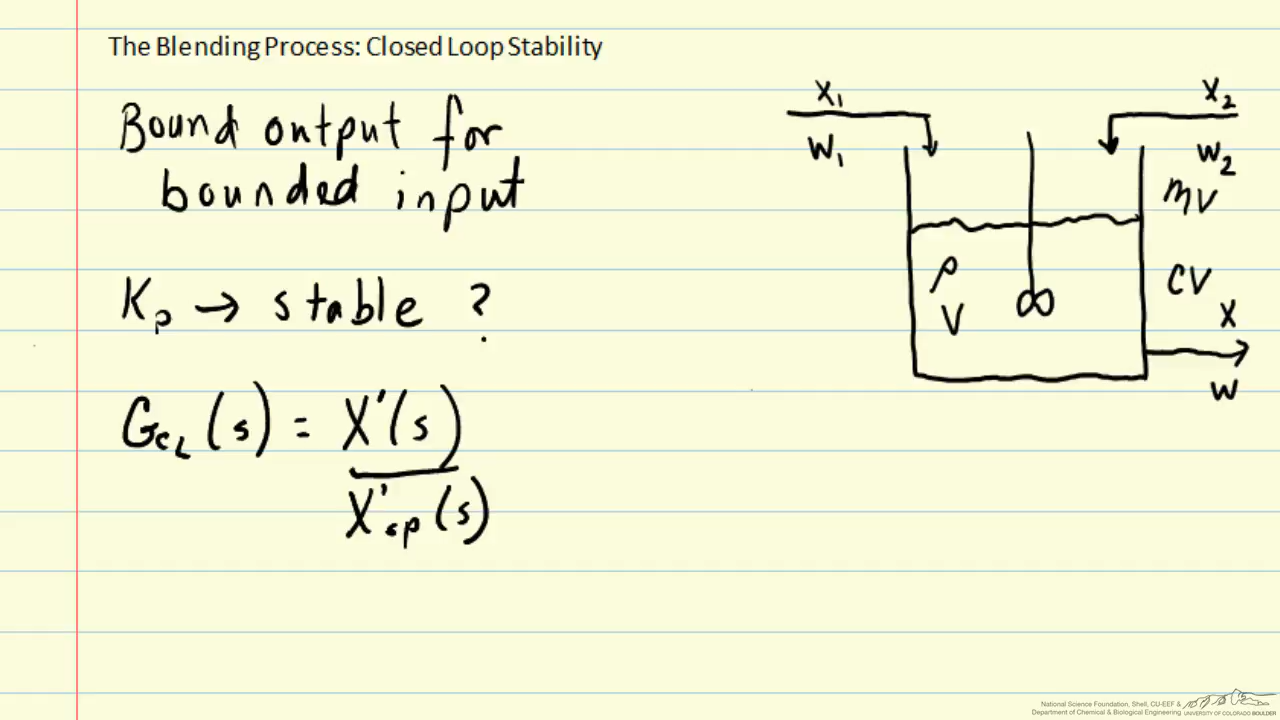 The Blending Process: Closed Loop Stability
Bound output for
bounded input
Kp → stable ?
GCL (s) = X'(s)
X'sp (s)
X1
W1
X2
W2
MV
ρ
V
CV
X
W
National Science Foundation, Shell, CU-EEF &
Department of Chemical & Biological Engineering
UNIVERSITY OF COLORADO BOULDER